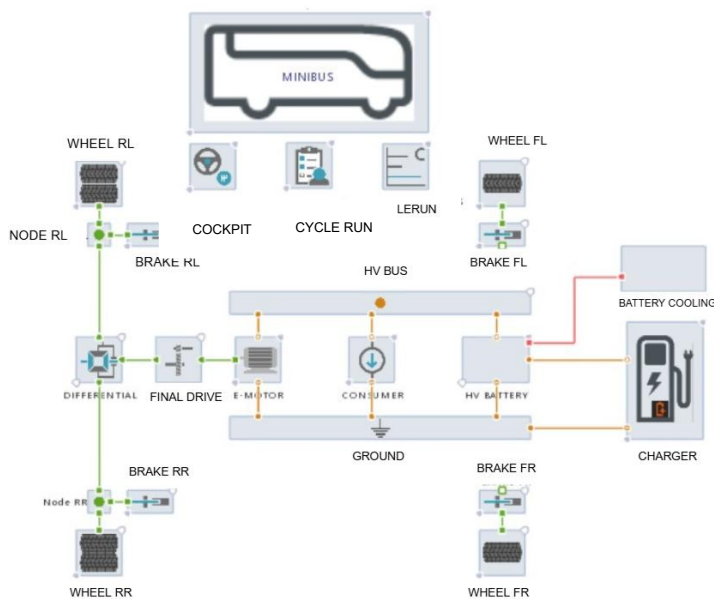 MINIBUS
WHEEL RL
WHEEL FL
LERUN
NODE RL
COCKPIT
CYCLE RUN
BRAKE RL
BRAKE FL
HV BUS
BATTERY COOLING
DIFFERENTIAL
FINAL DRIVE
E-MOTOR
CONSUMER
HV BATTERY
GROUND
CHARGER
BRAKE RR
BRAKE FR
Node RR
WHEEL RR
WHEEL FR